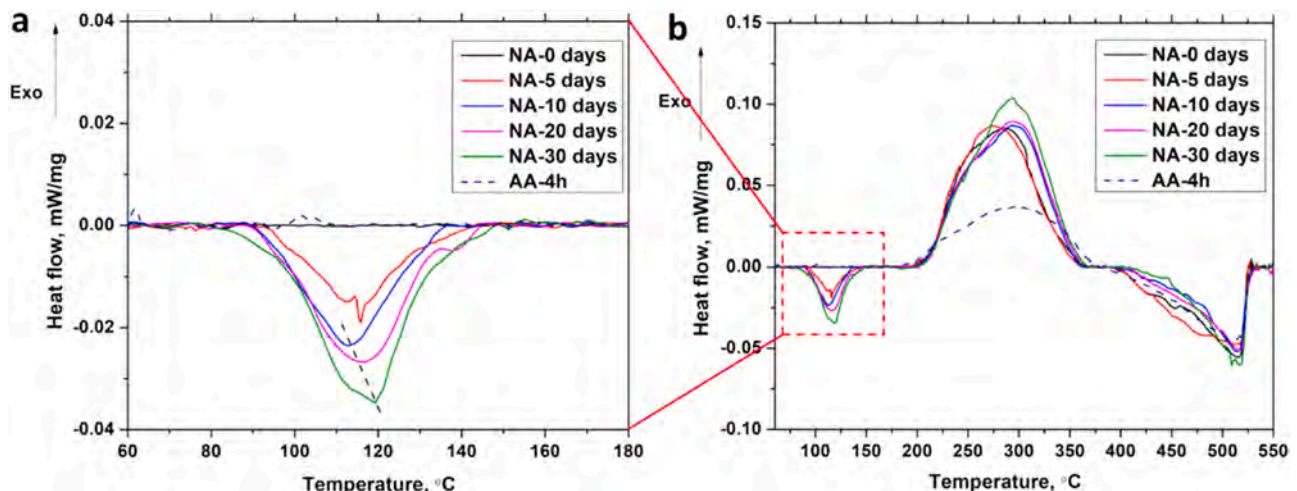 a
Exo
0.04
0.02
0.00
-0.02
-0.04
Heat flow, mW/mg
60 80 100 120 140 160 180
Temperature, °C
NA-0 days
NA-5 days
NA-10 days
NA-20 days
NA-30 days
AA-4h
b
Exo
0.15
0.10
0.05
0.00
-0.05
-0.10
Heat flow, mW/mg
100 150 200 250 300 350 400 450 500 550
Temperature, °C
NA-0 days
NA-5 days
NA-10 days
NA-20 days
NA-30 days
AA-4h